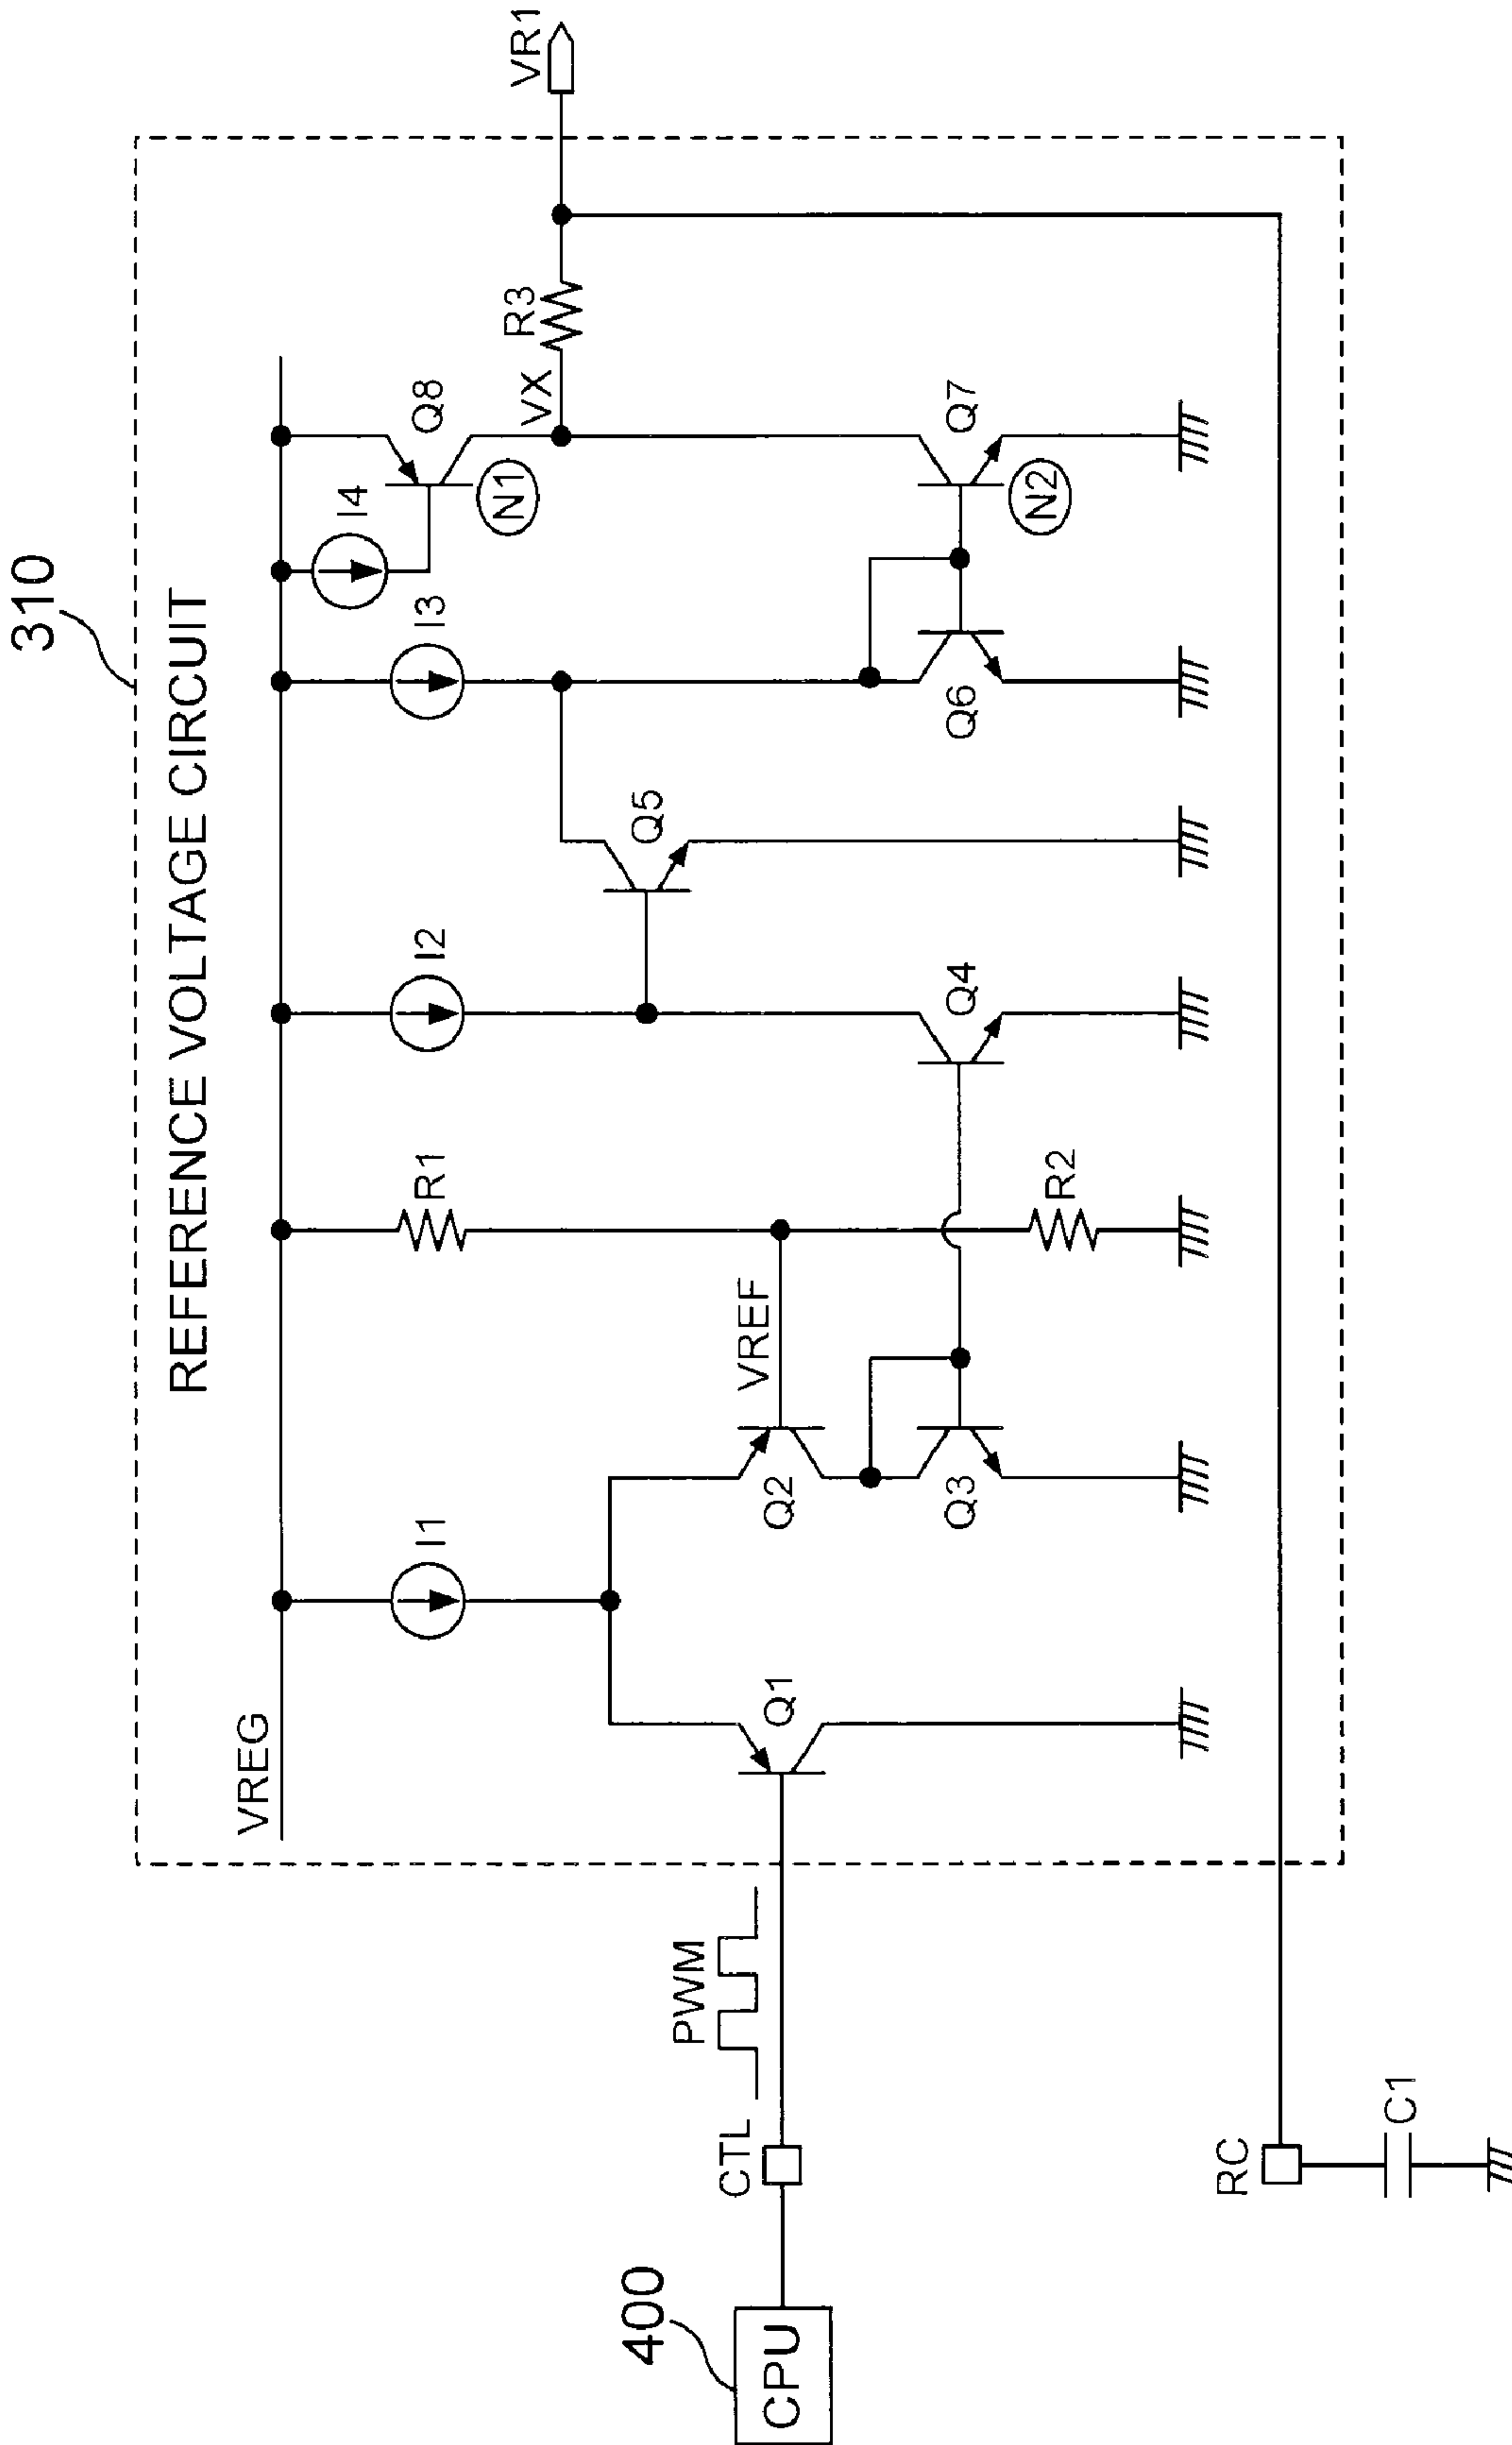 310
REFERENCE VOLTAGE CIRCUIT
VREG
I1
R1
I2
I3
I4
Q8
N1
VX
R3
VR1
Q5
VREF
Q1
Q2
Q3
R2
Q4
Q6
Q7
N2
400
CPU
CTL
PWM
RC
C1